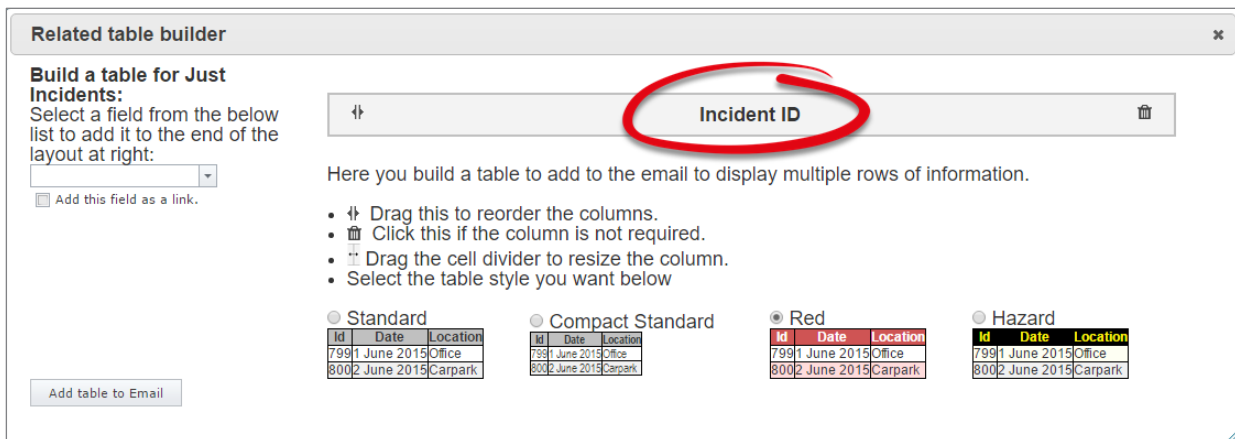 Related table builder
Build a table for Just
Incidents:
Select a field from the below
list to add it to the end of the
layout at right:
Add this field as a link.
Add table to Email
Incident ID
Here you build a table to add to the email to display multiple rows of information.
• Drag this to reorder the columns.
• Click this if the column is not required.
• Drag the cell divider to resize the column.
• Select the table style you want below
Standard
Id Date Location
799 1 June 2015 Office
800 2 June 2015 Carpark
Compact Standard
Id Date Location
799 1 June 2015 Office
800 2 June 2015 Carpark
Red
Id Date Location
799 1 June 2015 Office
800 2 June 2015 Carpark
Hazard
Id Date Location
799 1 June 2015 Office
800 2 June 2015 Carpark